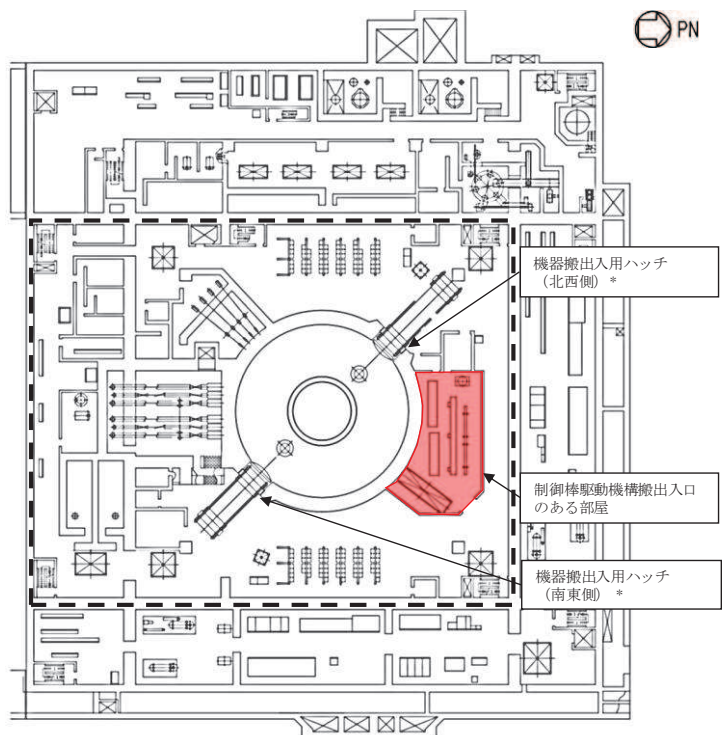 PN
機器搬出入用ハッチ
（北西側）＊
制御棒駆動機構搬出入口
のある部屋
機器搬出入用ハッチ
（南東側）＊